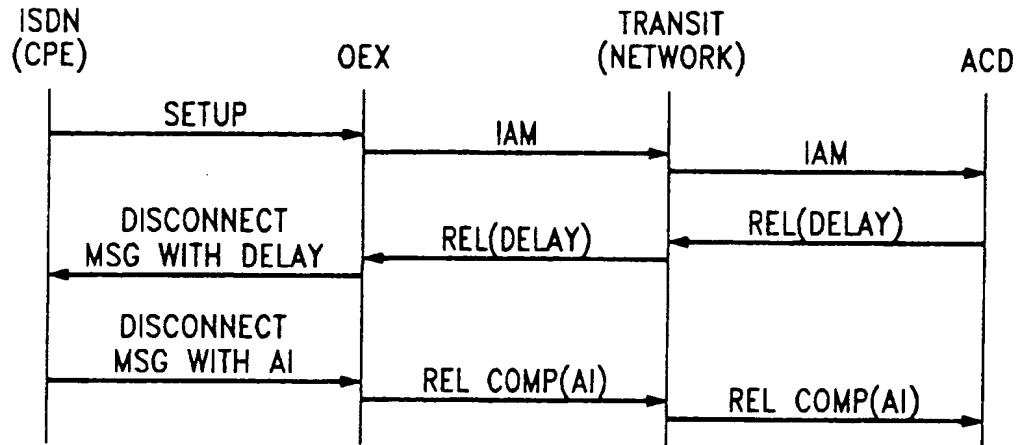 ISDN
(CPE)
OEX
TRANSIT
(NETWORK)
ACD
SETUP
IAM
IAM
DISCONNECT
MSG WITH DELAY
REL(DELAY)
REL(DELAY)
DISCONNECT
MSG WITH AI
REL COMP(AI)
REL COMP(AI)